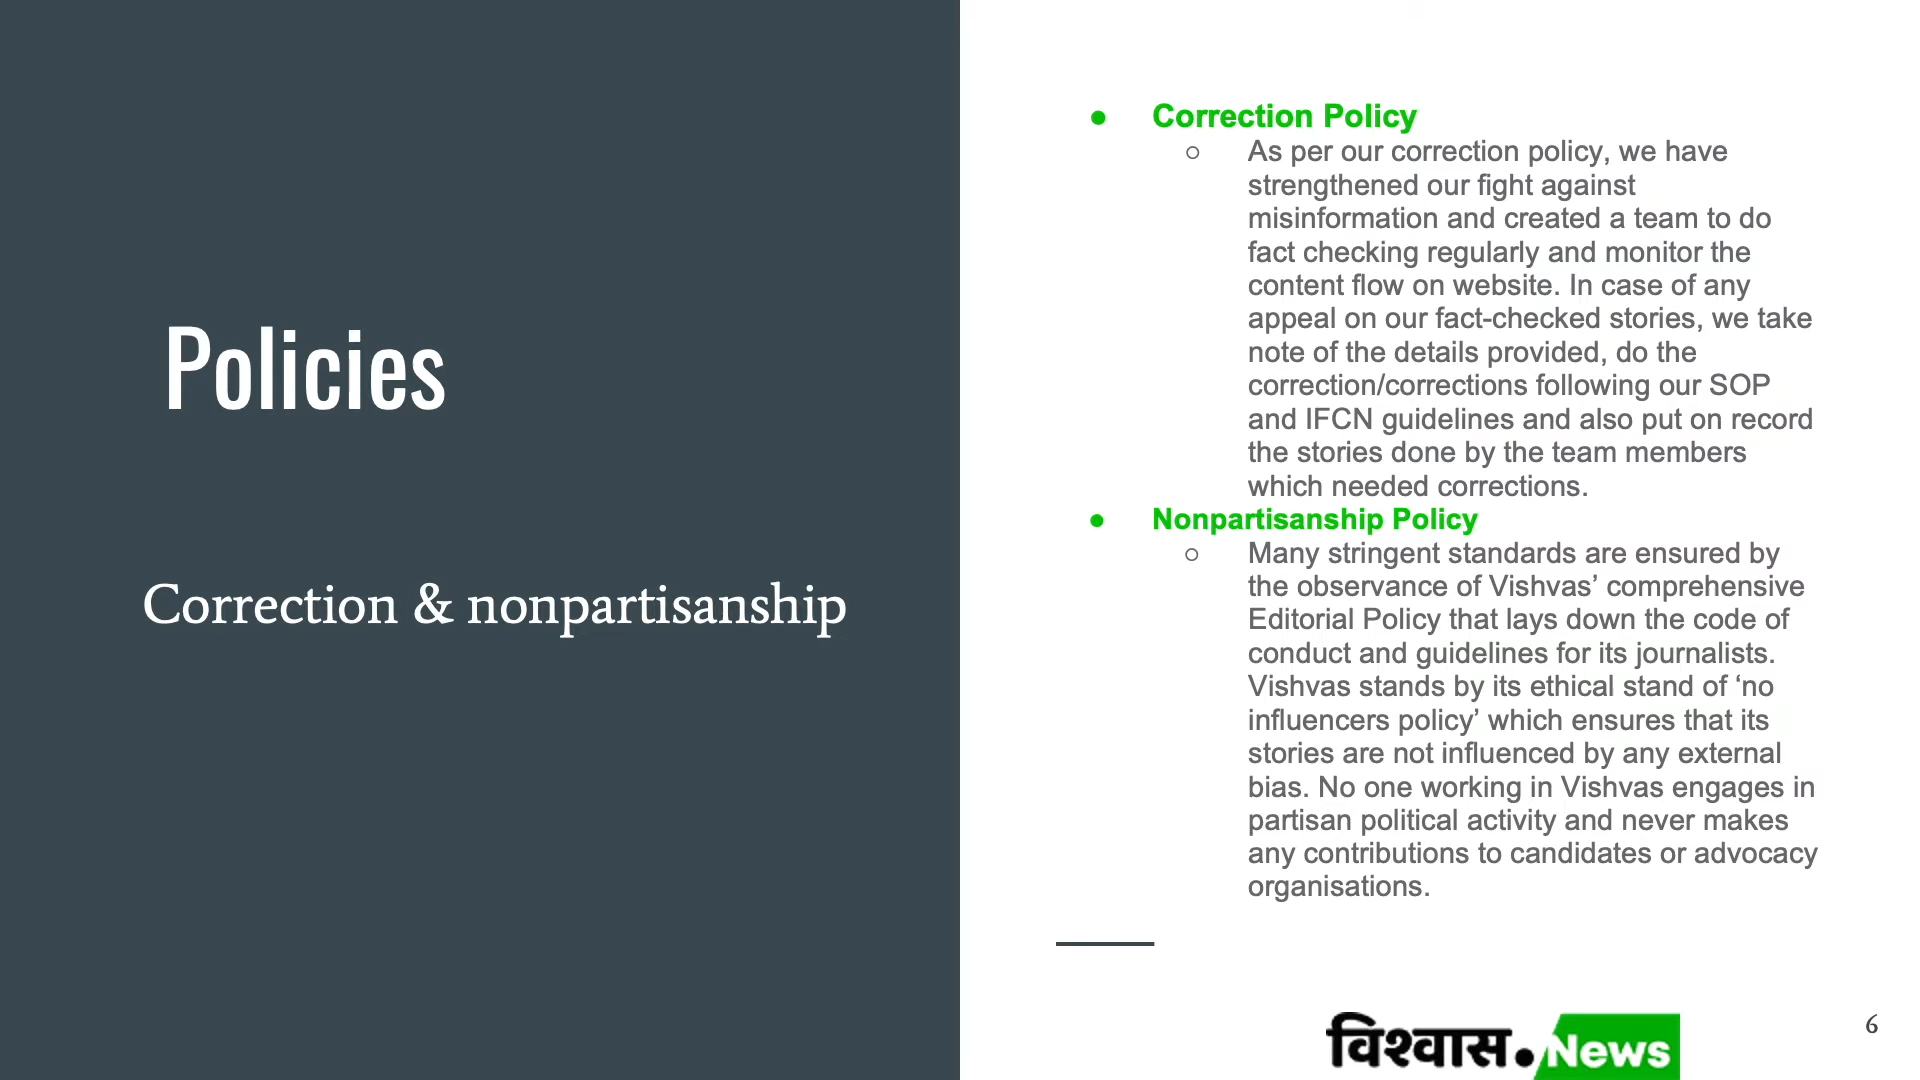 Policies
Correction & nonpartisanship
● Correction Policy
○ As per our correction policy, we have
strengthened our fight against
misinformation and created a team to do
fact checking regularly and monitor the
content flow on website. In case of any
appeal on our fact-checked stories, we take
note of the details provided, do the
correction/corrections following our SOP
and IFCN guidelines and also put on record
the stories done by the team members
which needed corrections.
● Nonpartisanship Policy
○ Many stringent standards are ensured by
the observance of Vishvas’ comprehensive
Editorial Policy that lays down the code of
conduct and guidelines for its journalists.
Vishvas stands by its ethical stand of ‘no
influencers policy’ which ensures that its
stories are not influenced by any external
bias. No one working in Vishvas engages in
partisan political activity and never makes
any contributions to candidates or advocacy
organisations.
विश्वास.News
6